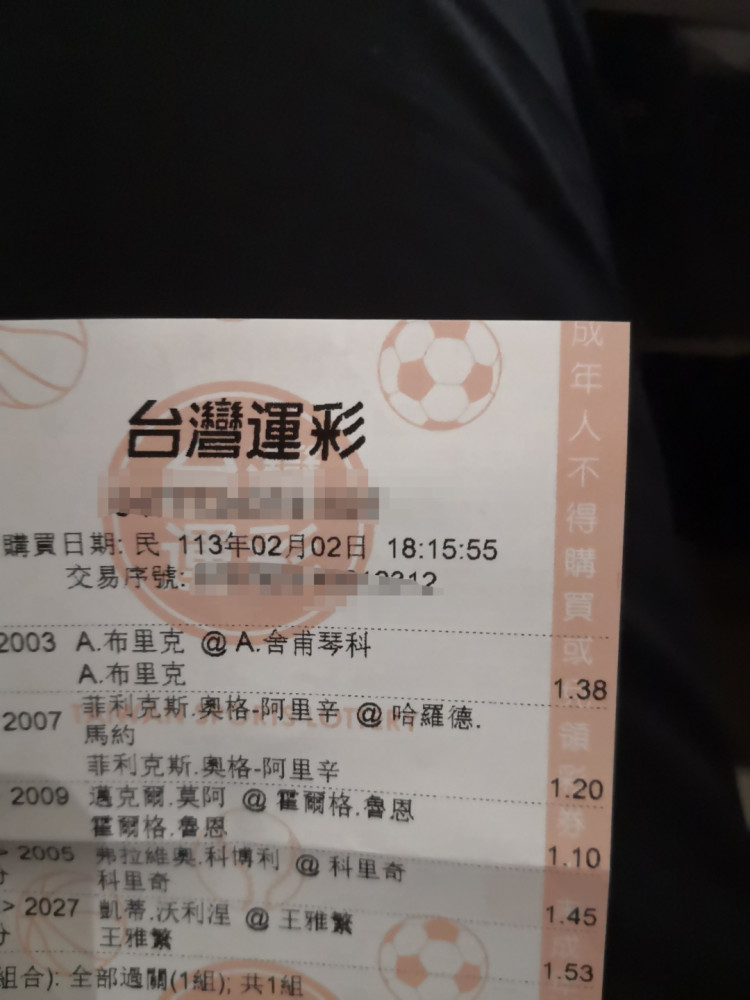 台灣運彩
購買日期: 民 113年02月02日 18:15:55
交易序號:
2003 A.布里克 @ A.舍甫琴科
A.布里克
1.38
2007 菲利克斯.奧格-阿里辛 @ 哈羅德.
馬約
菲利克斯.奧格-阿里辛
1.20
2009 邁克爾.莫阿 @ 霍爾格.魯恩
霍爾格.魯恩
1.10
> 2005 弗拉維奧.科博利 @ 科里奇
科里奇
1.45
> 2027 凱蒂.沃利涅 @ 王雅繁
王雅繁
1.53
組合): 全部過關(1組); 共1組
成年人不得購買或領券